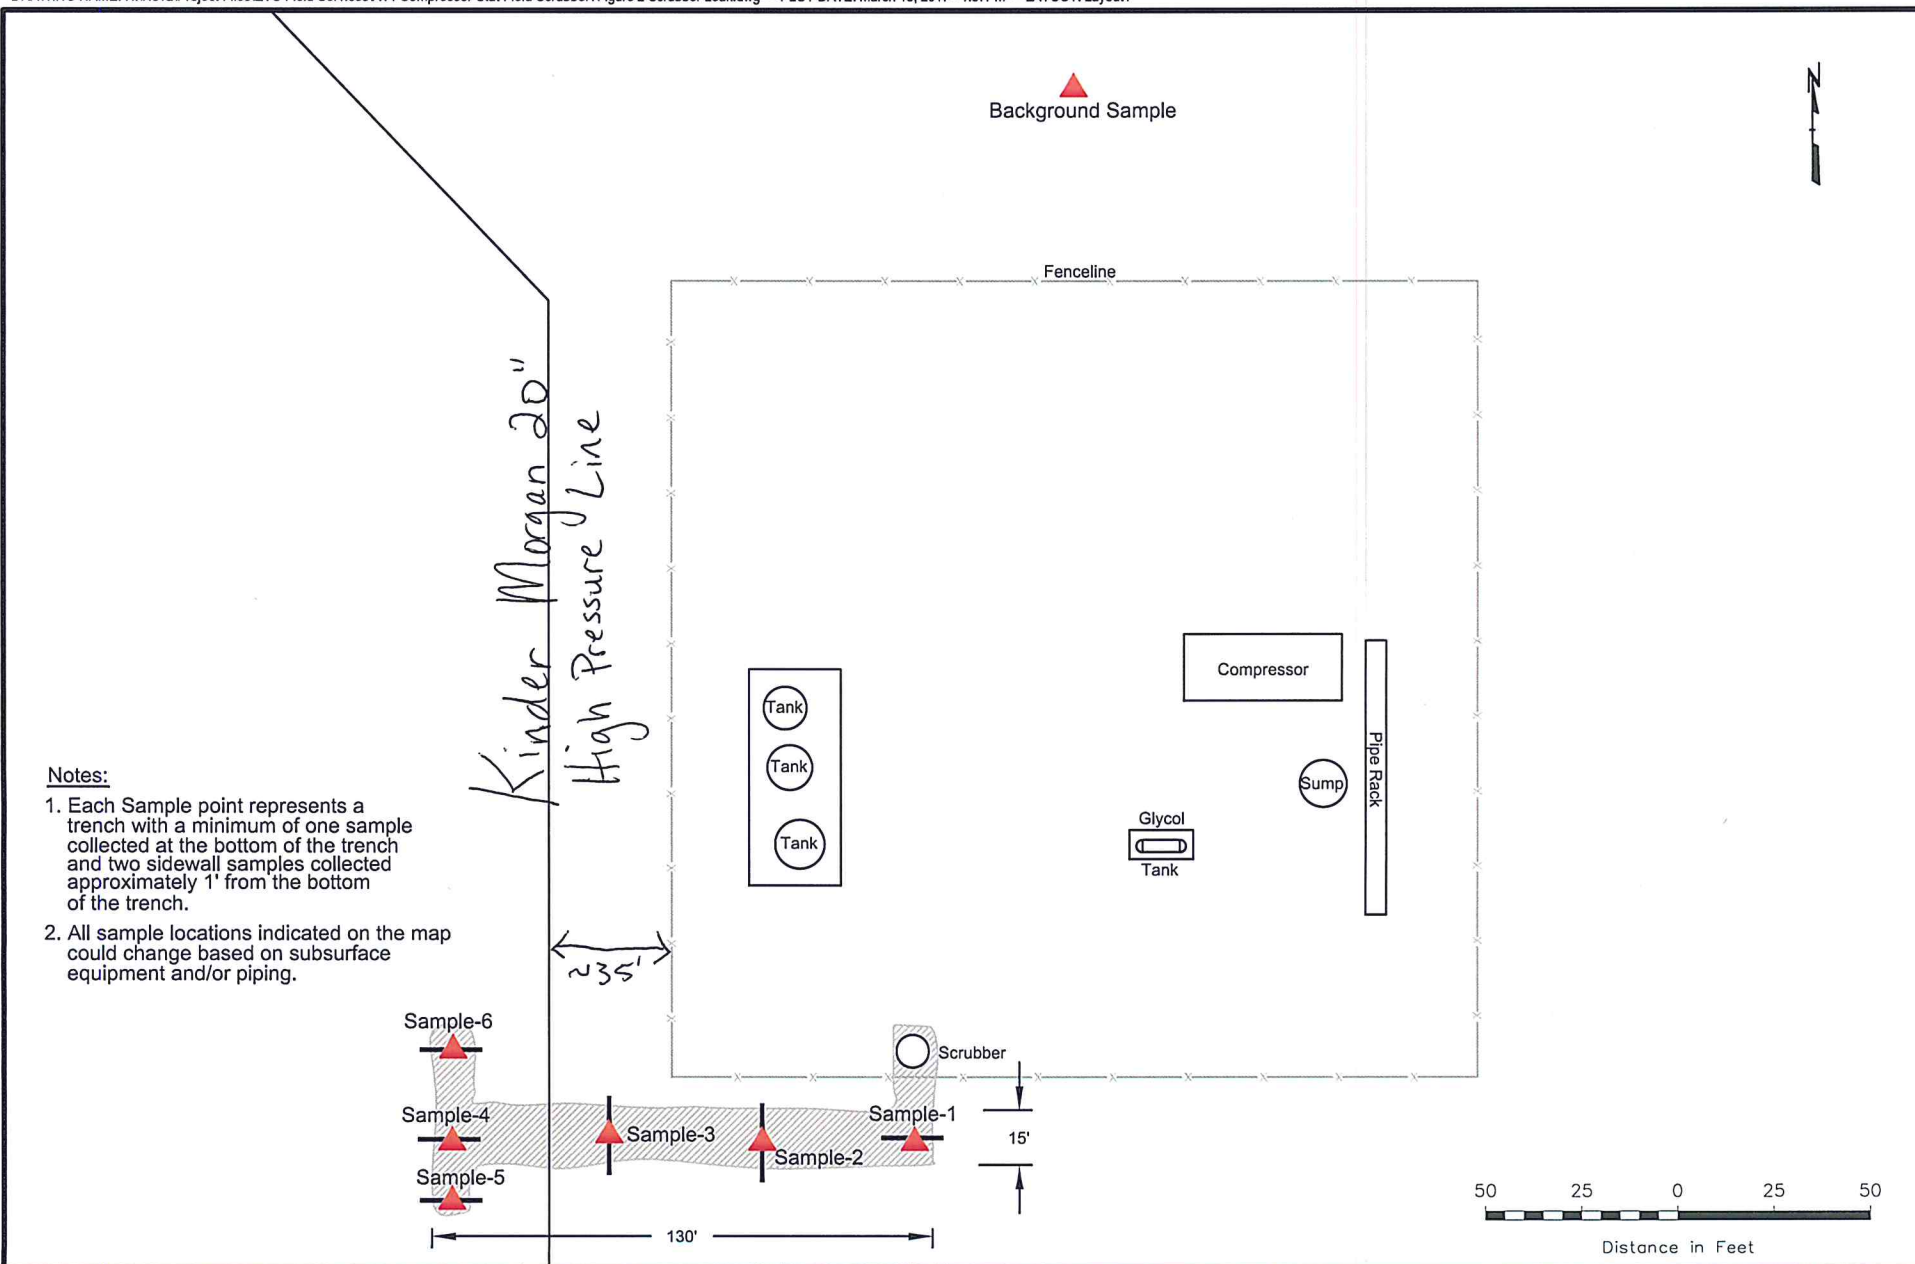 Background Sample
N
Fenceline
Kinder Morgan 20"
High Pressure Line
Compressor
Tank
Tank
Tank
Pipe Rack
Sump
Glycol
Tank
Notes:
1. Each Sample point represents a
trench with a minimum of one sample
collected at the bottom of the trench
and two sidewall samples collected
approximately 1' from the bottom
of the trench.
2. All sample locations indicated on the map
could change based on subsurface
equipment and/or piping.
~35'
Sample-6
Scrubber
Sample-4
Sample-3
Sample-2
Sample-1
15'
Sample-5
130'
50 25 0 25 50
Distance in Feet